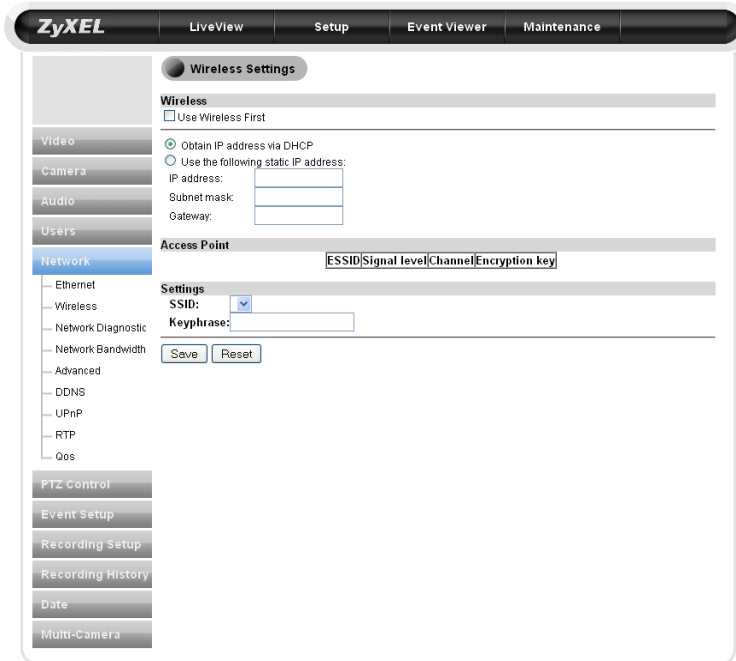 ZyXEL
LiveView Setup Event Viewer Maintenance
Wireless Settings
Wireless
Use Wireless First
Obtain IP address via DHCP
Use the following static IP address:
IP address:
Subnet mask:
Gateway:
Access Point
ESSID Signal level Channel Encryption key
Settings
SSID:
Keyphrase:
Save Reset
Video
Camera
Audio
Users
Network
Ethernet
Wireless
Network Diagnostic
Network Bandwidth
Advanced
DDNS
UPnP
RTP
Qos
PTZ Control
Event Setup
Recording Setup
Recording History
Date
Multi-Camera